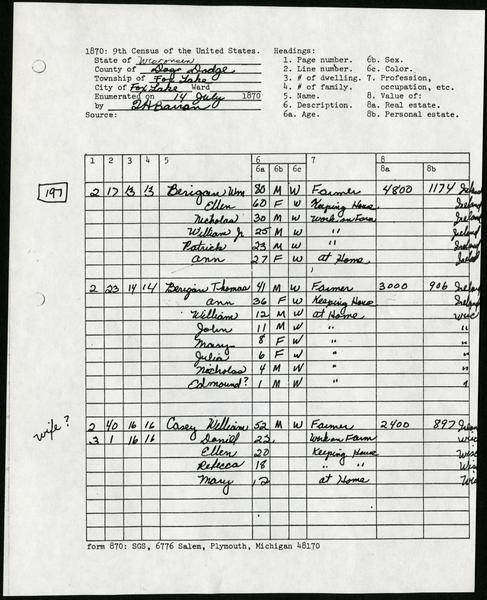 1870: 9th Census of the United States.
State of Wisconsin
County of Dodge
Township of Fox Lake
City of Fox Lake Ward
Enumerated on 14 July 1870
by
Source:
Headings:
1. Page number. 6b. Sex.
2. Line number. 6c. Color.
3. # of dwelling. 7. Profession,
4. # of family. occupation, etc.
5. Name. 8. Value of:
6. Description. 8a. Real estate.
6a. Age. 8b. Personal estate.
1 2 3 4 5 6 7 8
6a 6b 6c 8a 8b
197
2 17 13 13 Berigan, Wm 80 M W Farmer 4800 1174 Ireland
Ellen 60 F W Keeping House Ireland
Nicholas 30 M W Work on Farm Ireland
William Jr 25 M W " Ireland
Patrick 23 M W " Ireland
Ann 27 F W at Home Ireland
2 23 14 14 Berigan Thomas 41 M W Farmer 3000 906 Ireland
Ann 36 F W Keeping House Ireland
William 12 M W at Home Wisc
John 11 M W " "
Mary 8 F W " "
Julia 6 F W " "
Nicholas 4 M W " "
Edmound? 1 M W " "
wife?
2 40 16 16 Casey William 52 M W Farmer 2400 897 Ireland
3 1 16 16 Daniel 22 Work on Farm Wisc
Ellen 20 Keeping House Wisc
Rebecca 18 " " Wisc
Mary 12 at Home Wisc
form 870: SGS, 6776 Salem, Plymouth, Michigan 48170